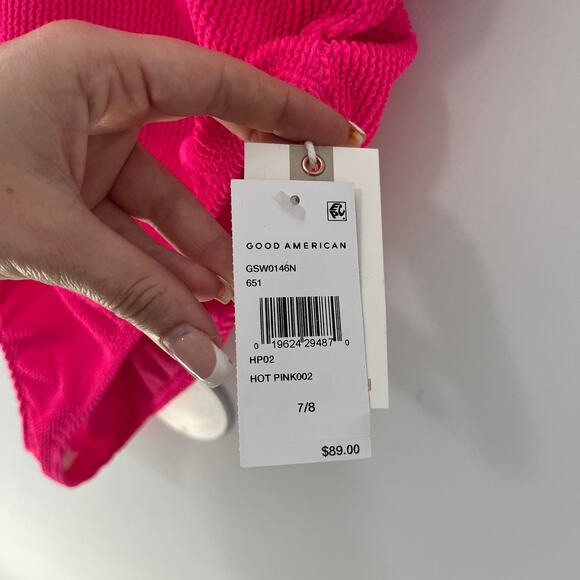 GOOD AMERICAN
GSW0146N
651
0 19624 29487 0
HP02
HOT PINK002
7/8
$89.00